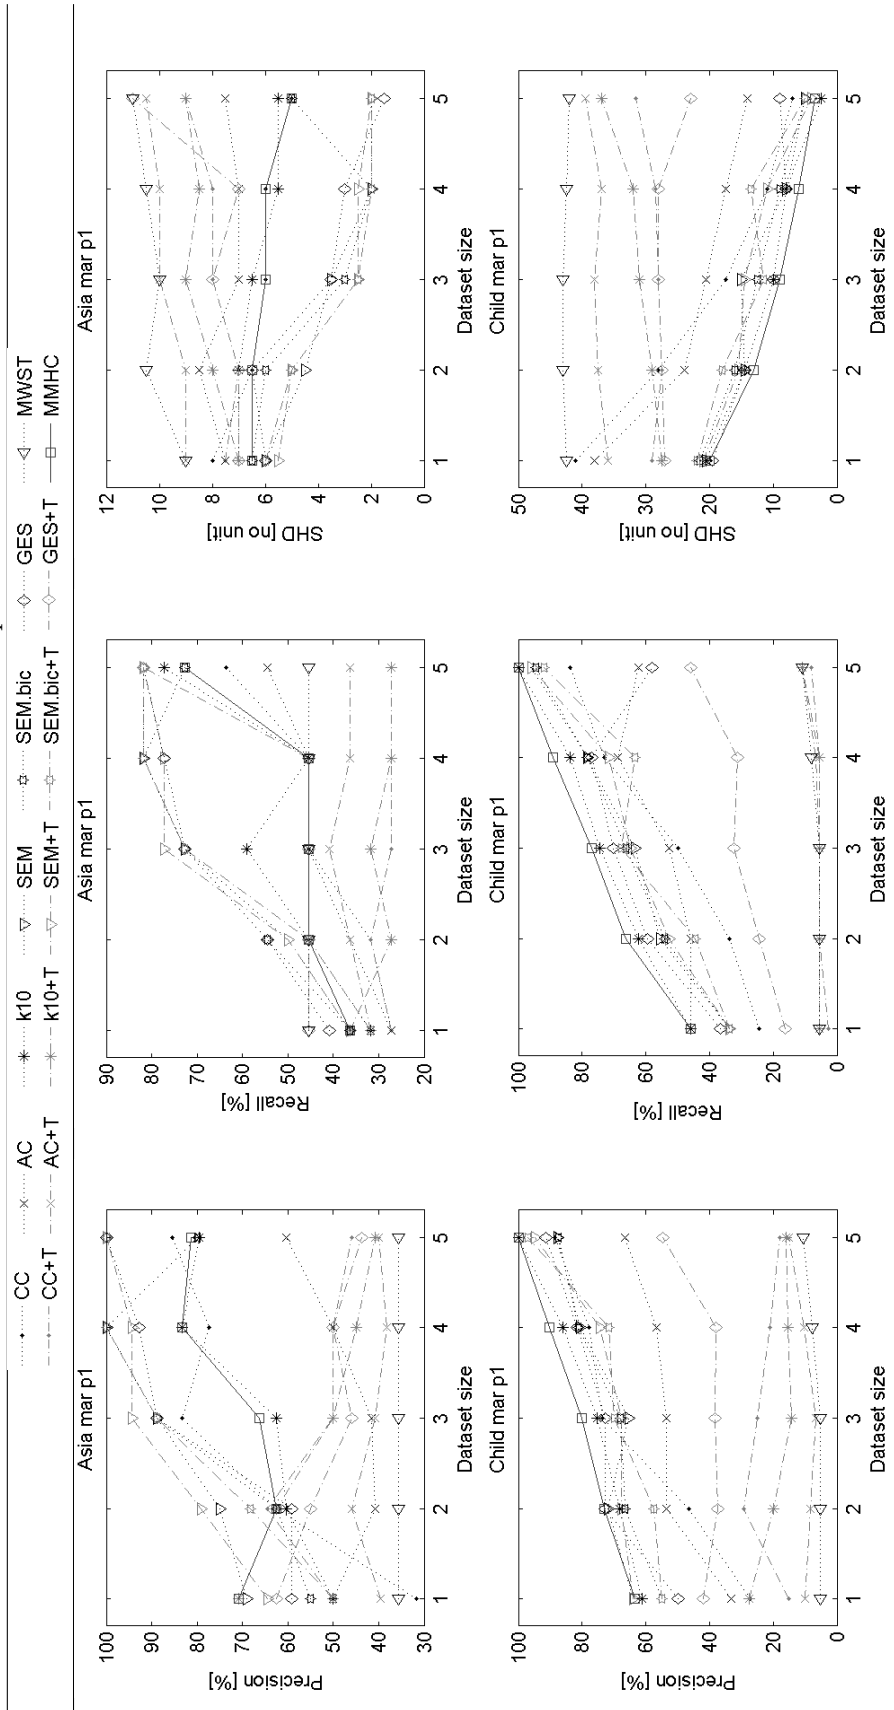 CC AC k10 SEM SEM.bic GES MWST
CC+T AC+T k10+T SEM+T SEM.bic+T GES+T MMHC
Asia mar p1
Precision [%]
100
90
80
70
60
50
40
30
1 2 3 4 5
Dataset size
Asia mar p1
Recall [%]
90
80
70
60
50
40
30
20
1 2 3 4 5
Dataset size
Asia mar p1
SHD [no unit]
12
10
8
6
4
2
0
1 2 3 4 5
Dataset size
Child mar p1
Precision [%]
100
80
60
40
20
0
1 2 3 4 5
Dataset size
Child mar p1
Recall [%]
100
80
60
40
20
0
1 2 3 4 5
Dataset size
Child mar p1
SHD [no unit]
50
40
30
20
10
0
1 2 3 4 5
Dataset size